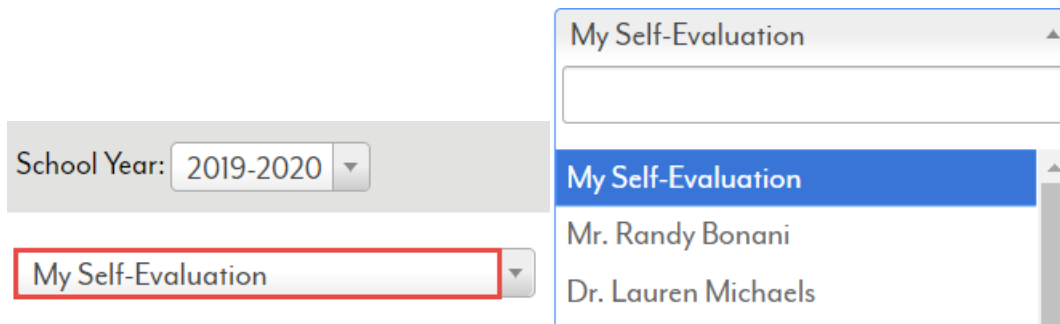 School Year: 2019-2020
My Self-Evaluation
My Self-Evaluation
My Self-Evaluation
Mr. Randy Bonani
Dr. Lauren Michaels